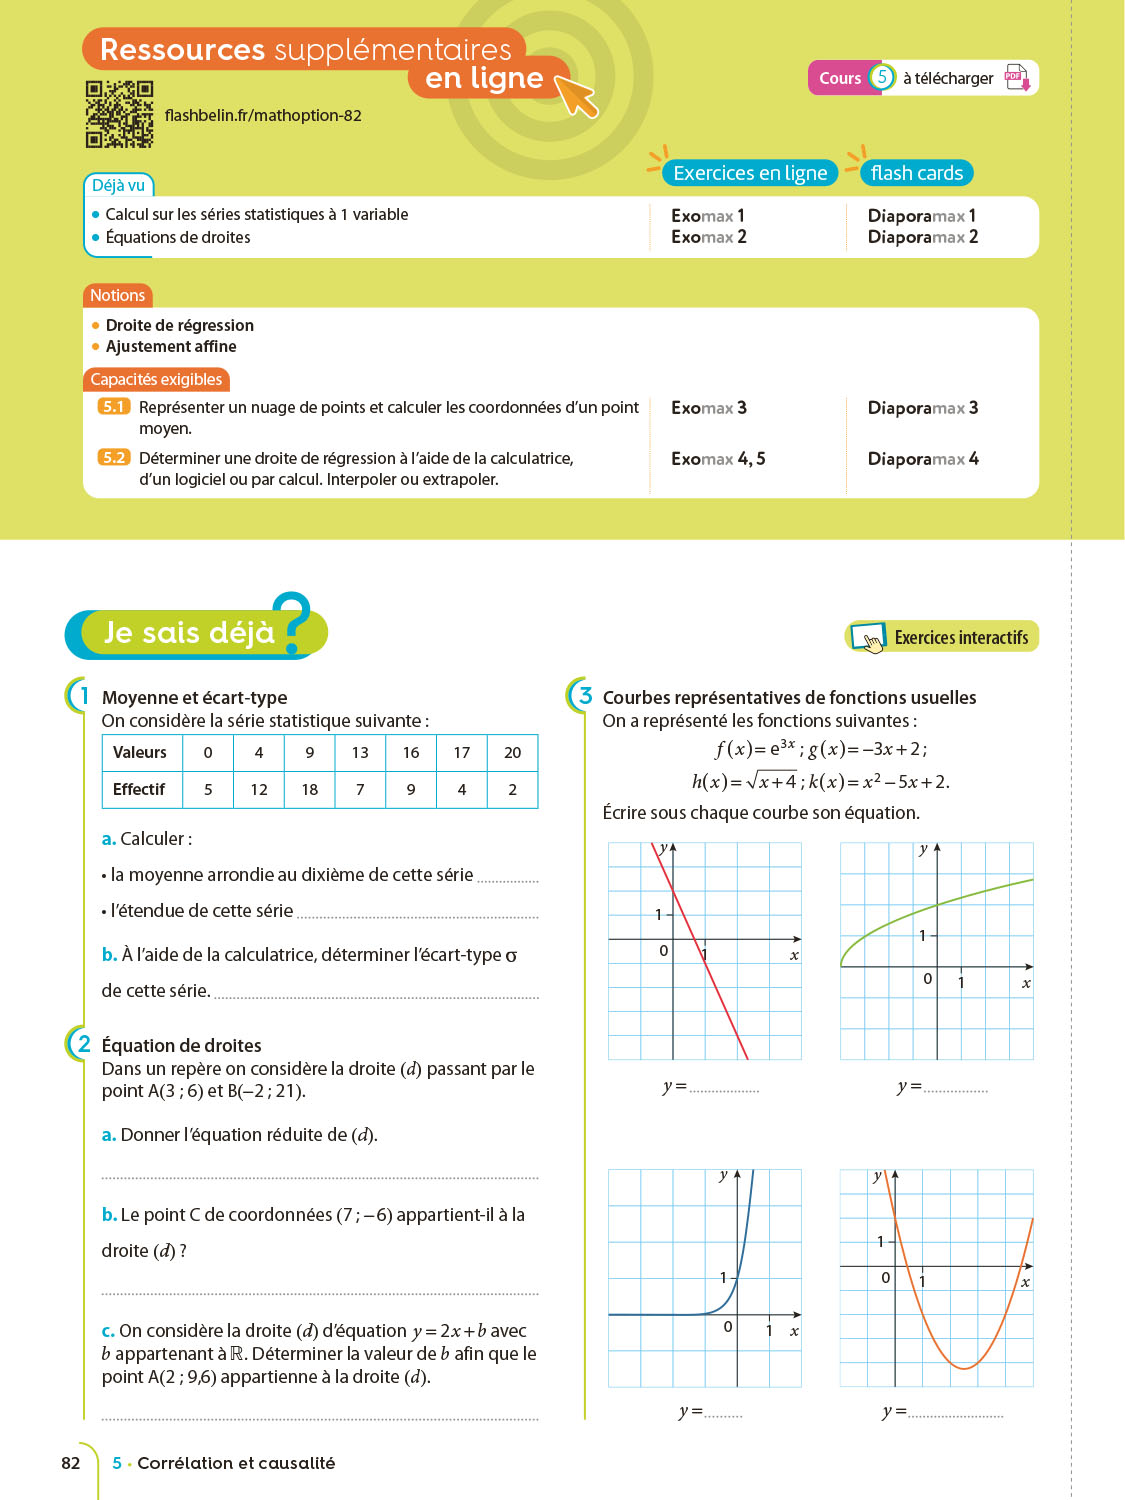 Ressources supplémentaires
en ligne
flashbelin.fr/mathoption-82
Cours 5 à télécharger
PDF
Exercices en ligne flash cards
Déjà vu
• Calcul sur les séries statistiques à 1 variable Exomax 1 Diaporamax 1
• Équations de droites Exomax 2 Diaporamax 2
Notions
• Droite de régression
• Ajustement affine
Capacités exigibles
5.1 Représenter un nuage de points et calculer les coordonnées d'un point Exomax 3 Diaporamax 3
moyen.
5.2 Déterminer une droite de régression à l'aide de la calculatrice, Exomax 4, 5 Diaporamax 4
d'un logiciel ou par calcul. Interpoler ou extrapoler.
Je sais déjà ?
Exercices interactifs
1 Moyenne et écart-type
On considère la série statistique suivante :
Valeurs 0 4 9 13 16 17 20
Effectif 5 12 18 7 9 4 2
a. Calculer :
• la moyenne arrondie au dixième de cette série
• l'étendue de cette série
b. À l'aide de la calculatrice, déterminer l'écart-type σ
de cette série.
2 Équation de droites
Dans un repère on considère la droite (d) passant par le
point A(3 ; 6) et B(−2 ; 21).
a. Donner l'équation réduite de (d).
b. Le point C de coordonnées (7 ; −6) appartient-il à la
droite (d) ?
c. On considère la droite (d) d'équation y = 2x + b avec
b appartenant à ℝ. Déterminer la valeur de b afin que le
point A(2 ; 9,6) appartienne à la droite (d).
3 Courbes représentatives de fonctions usuelles
On a représenté les fonctions suivantes :
f(x) = e³ˣ ; g(x) = −3x + 2 ;
h(x) = √(x + 4) ; k(x) = x² − 5x + 2.
Écrire sous chaque courbe son équation.
y
1
0 1 x
y
1
0 1 x
y = y =
y
1
0 1 x
y
1
0 1 x
y = y =
82 5 • Corrélation et causalité